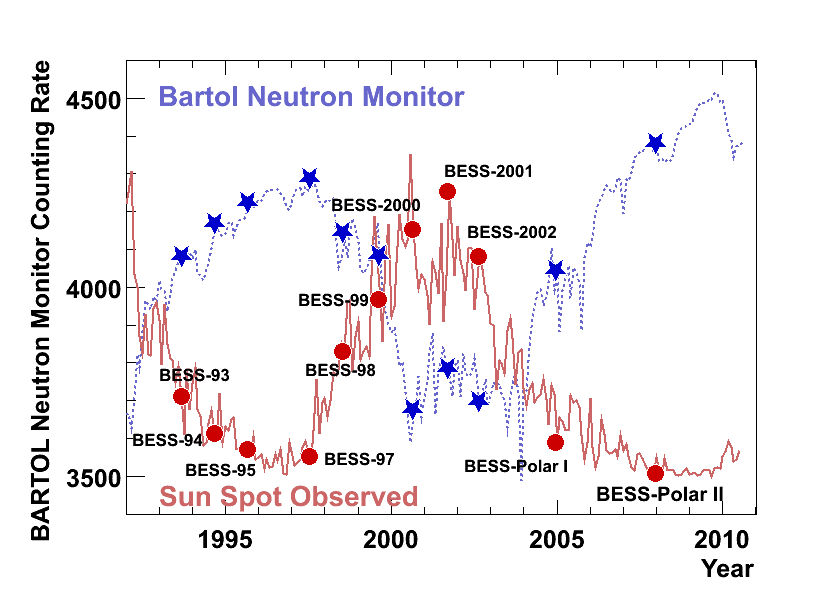 BARTOL Neutron Monitor Counting Rate
4500
4000
3500
Bartol Neutron Monitor
BESS-2001
BESS-2000
BESS-2002
BESS-99
BESS-98
BESS-93
BESS-94
BESS-95
BESS-97
BESS-Polar I
BESS-Polar II
Sun Spot Observed
1995
2000
2005
2010
Year